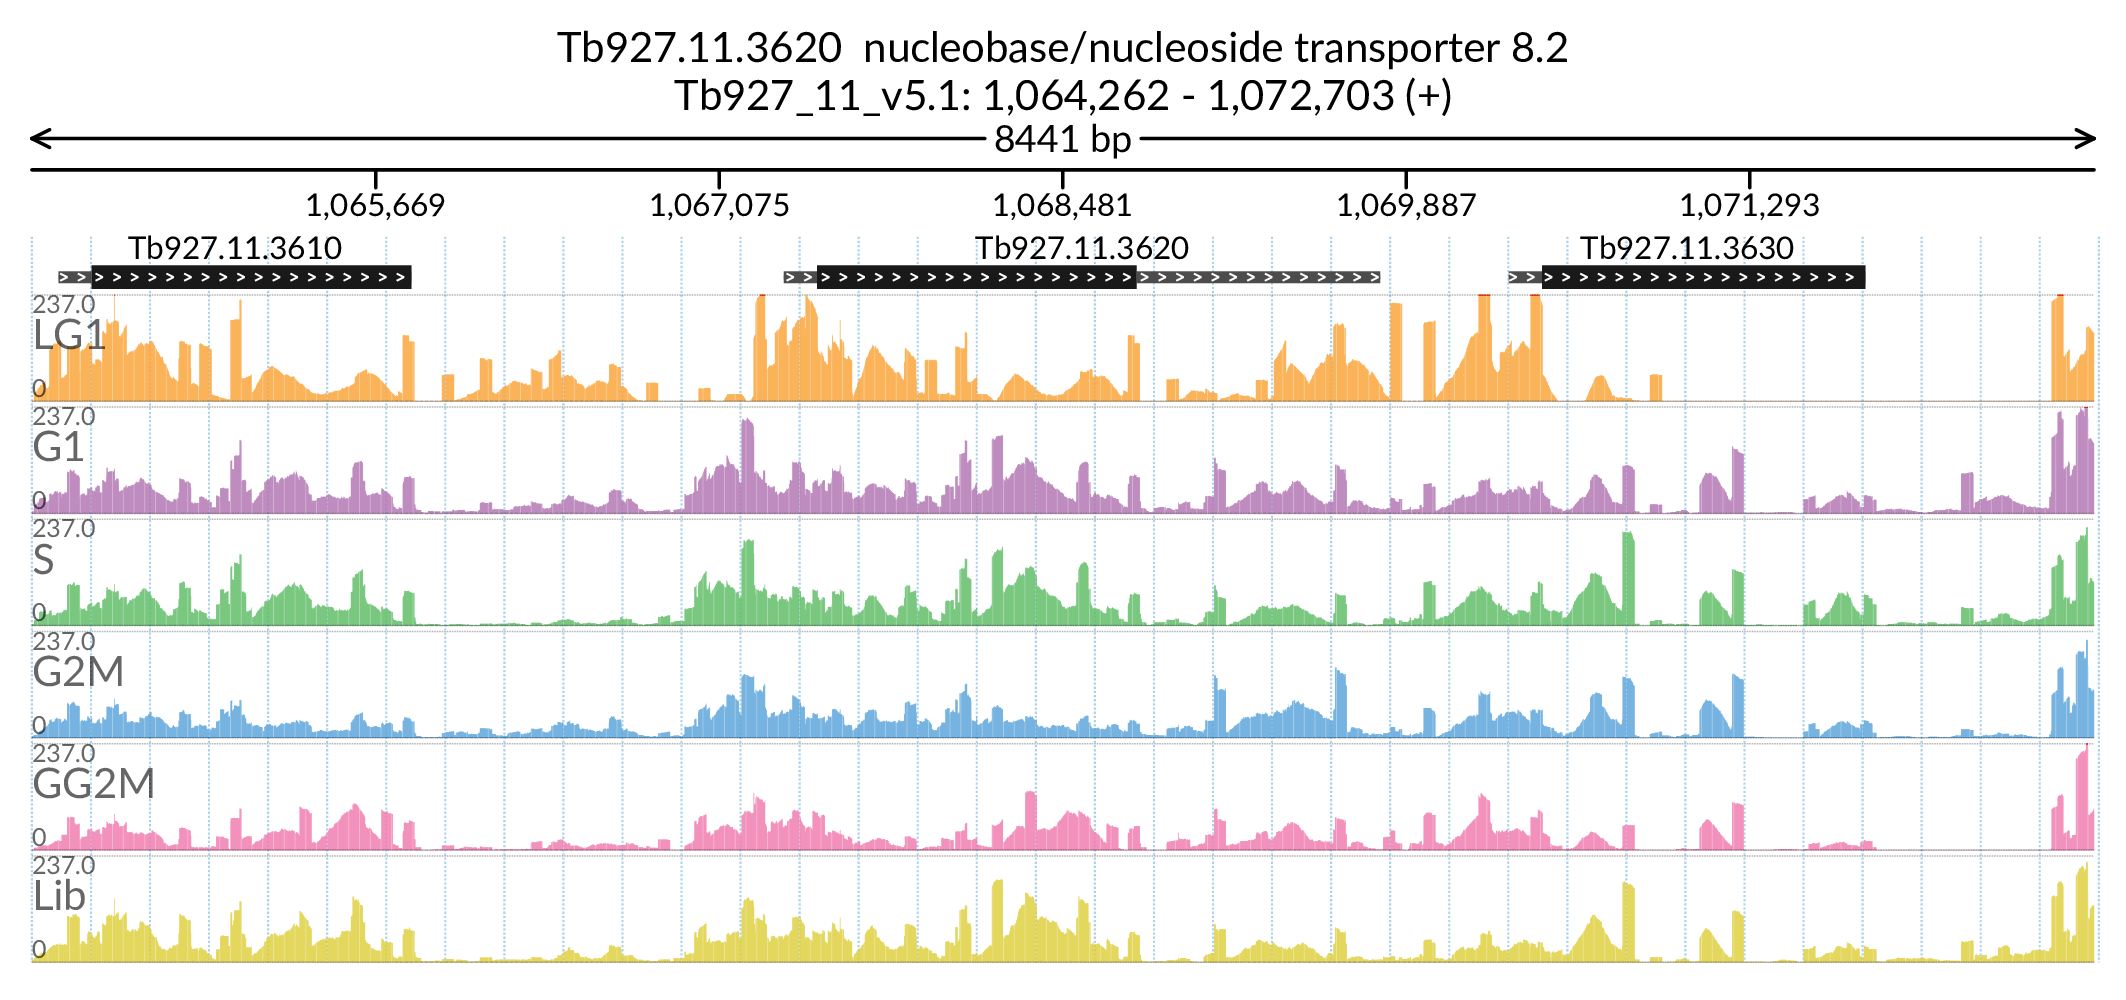 Tb927.11.3620 nucleobase/nucleoside transporter 8.2
Tb927_11_v5.1: 1,064,262 - 1,072,703 (+)
8441 bp
1,065,669 1,067,075 1,068,481 1,069,887 1,071,293
Tb927.11.3610 Tb927.11.3620 Tb927.11.3630
237.0
LG1
0
237.0
G1
0
237.0
S
0
237.0
G2M
0
237.0
GG2M
0
237.0
Lib
0